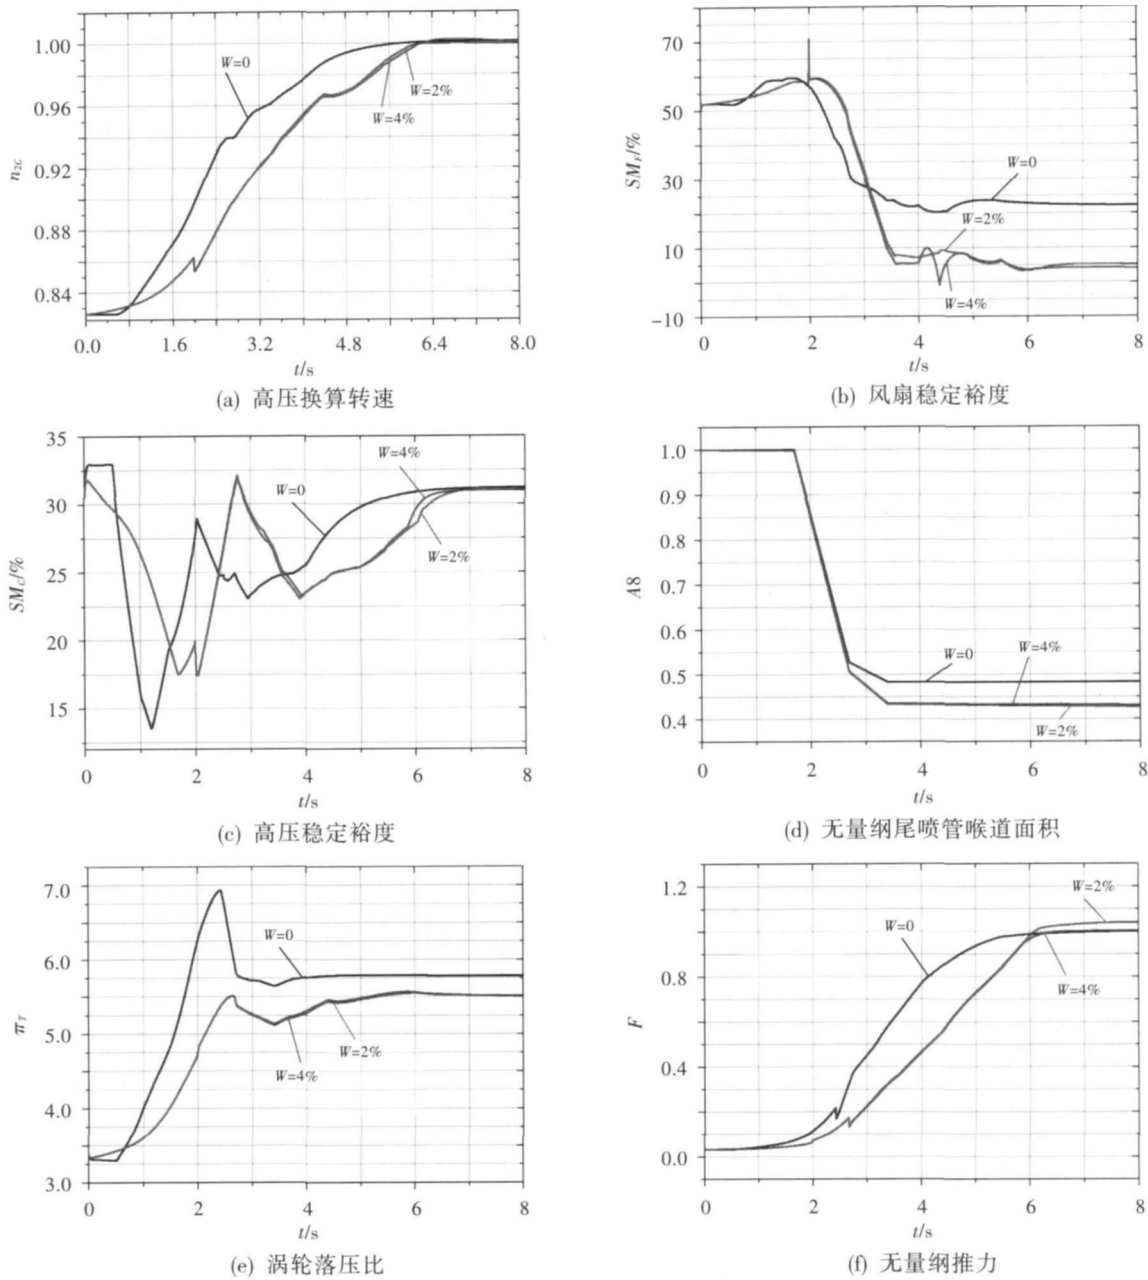 1.00
0.96
0.92
0.88
0.84
n2C
W=0
W=2%
W=4%
0.0 1.6 3.2 4.8 6.4 8.0
t/s
(a) 高压换算转速
70
50
30
10
-10
SMF/%
W=0
W=2%
W=4%
0 2 4 6 8
t/s
(b) 风扇稳定裕度
35
30
25
20
15
SMC/%
W=4%
W=0
W=2%
0 2 4 6 8
t/s
(c) 高压稳定裕度
1.0
0.9
0.8
0.7
0.6
0.5
0.4
A8
W=0
W=4%
W=2%
0 2 4 6 8
t/s
(d) 无量纲尾喷管喉道面积
7.0
6.0
5.0
4.0
3.0
πT
W=0
W=2%
W=4%
0 2 4 6 8
t/s
(e) 涡轮落压比
1.2
0.8
0.4
0.0
F
W=2%
W=0
W=4%
0 2 4 6 8
t/s
(f) 无量纲推力